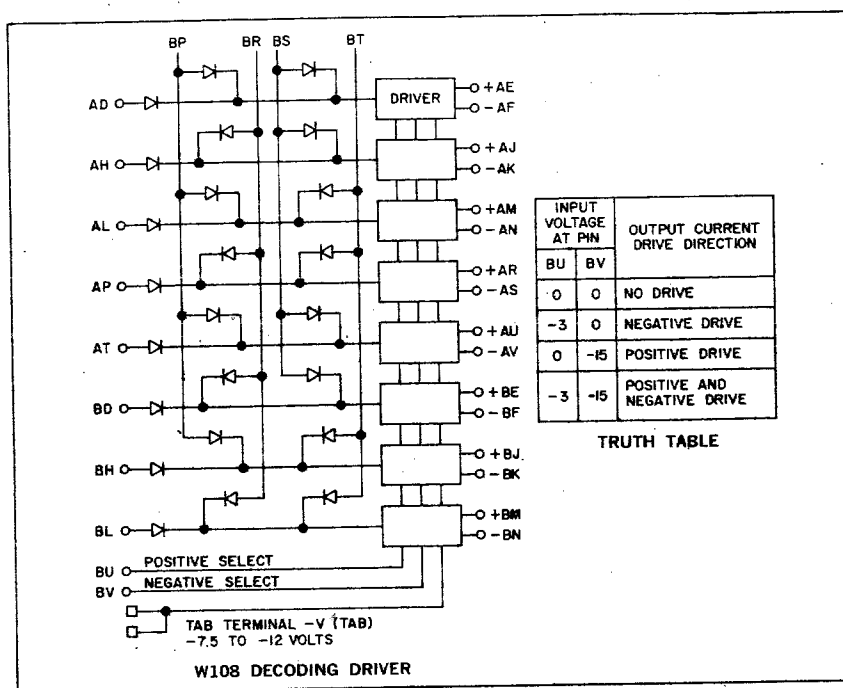 BP BR BS BT
AD DRIVER +AE
-AF
AH +AJ
-AK
AL +AM
-AN
AP +AR
-AS
AT +AU
-AV
BD +BE
-BF
BH +BJ
-BK
BL +BM
-BN
BU POSITIVE SELECT
BV NEGATIVE SELECT
TAB TERMINAL -V (TAB)
-7.5 TO -12 VOLTS
W108 DECODING DRIVER
INPUT
VOLTAGE
AT PIN
OUTPUT CURRENT
DRIVE DIRECTION
BU BV
0 0 NO DRIVE
-3 0 NEGATIVE DRIVE
0 -15 POSITIVE DRIVE
-3 -15 POSITIVE AND
NEGATIVE DRIVE
TRUTH TABLE